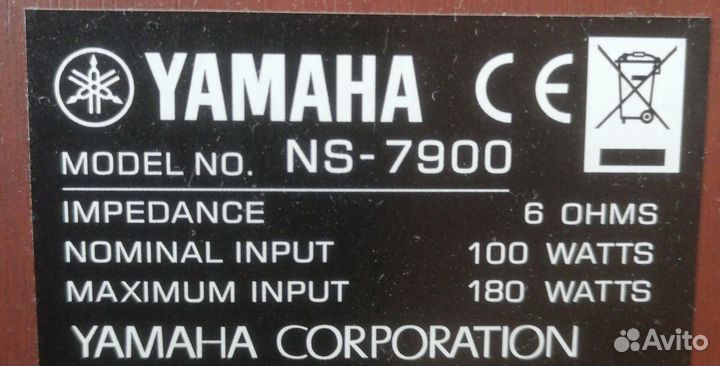 YAMAHA CE
MODEL NO. NS-7900
IMPEDANCE 6 OHMS
NOMINAL INPUT 100 WATTS
MAXIMUM INPUT 180 WATTS
YAMAHA CORPORATION
Avito